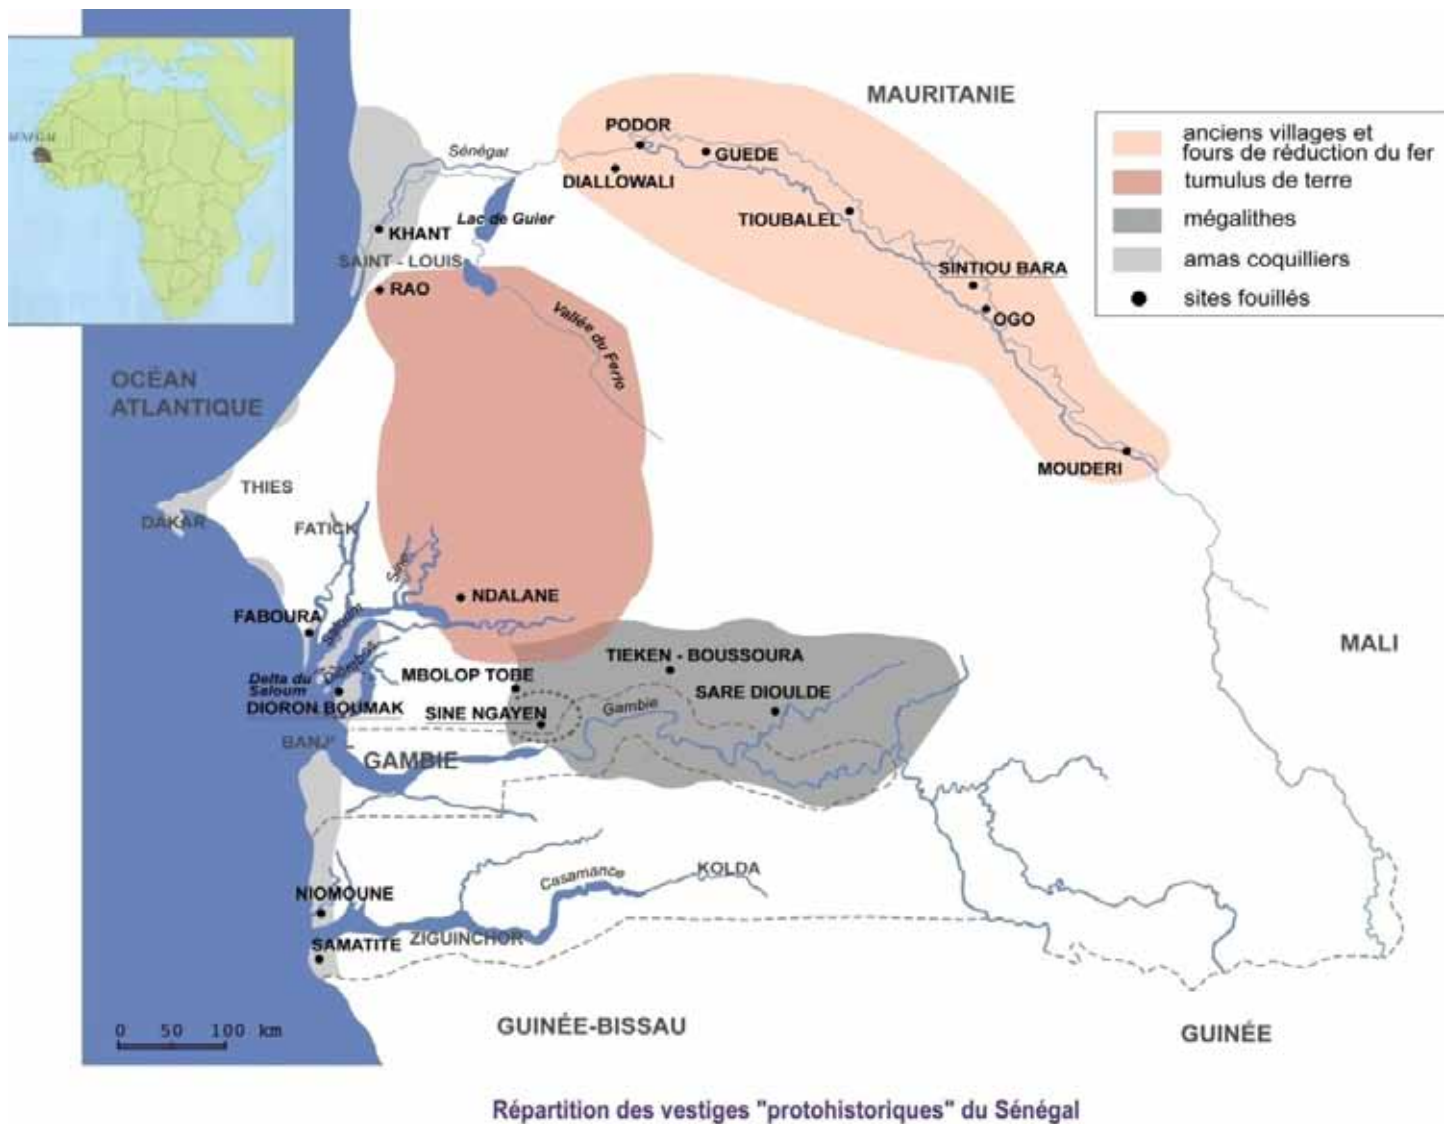 MAURITANIE
anciens villages et
fours de réduction du fer
tumulus de terre
mégalithes
amas coquilliers
sites fouillés
PODOR
GUEDE
DIALLOWALI
Sénégal
TIOUBALEL
Lac de Guier
KHANT
SAINT - LOUIS
SINTIOU BARA
RAO
OGO
Vallée du Ferlo
OCÉAN
ATLANTIQUE
MOUDERI
THIES
DAKAR
FATICK
Sine
NDALANE
FABOURA
Saloum
MALI
TIEKEN - BOUSSOURA
Diombos
MBOLOP TOBE
Delta du
Saloum
SARE DIOULDE
DIORON BOUMAK
SINE NGAYEN
Gambie
GAMBIE
KOLDA
Casamance
NIOMOUNE
ZIGUINCHOR
SAMATITE
0 50 100 km
GUINÉE-BISSAU
GUINÉE
Répartition des vestiges "protohistoriques" du Sénégal